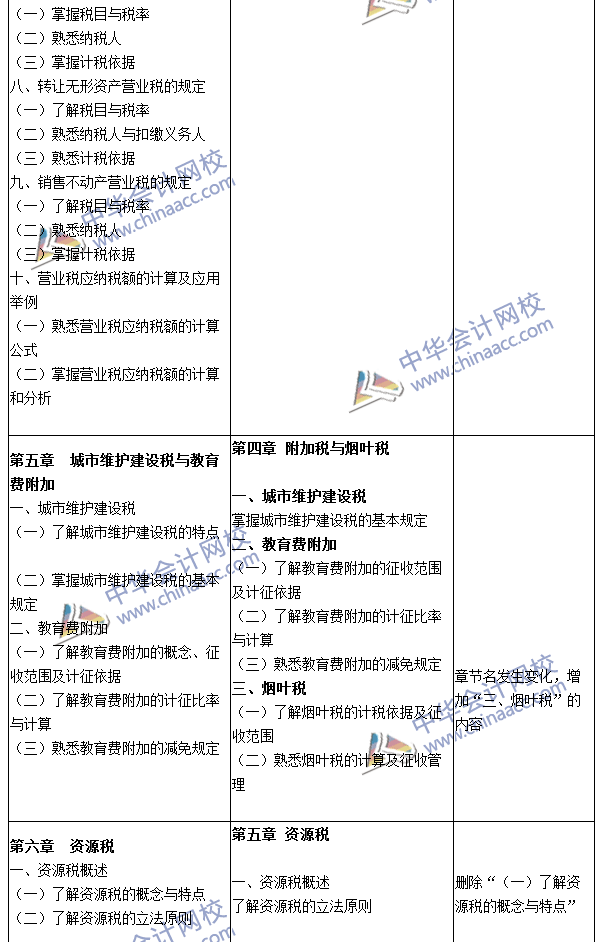 （一）掌握税目与税率
（二）熟悉纳税人
（三）掌握计税依据
八、转让无形资产营业税的规定
（一）了解税目与税率
（二）熟悉纳税人与扣缴义务人
（三）熟悉计税依据
九、销售不动产营业税的规定
（一）了解税目与税率
（二）熟悉纳税人
（三）掌握计税依据
十、营业税应纳税额的计算及应用
举例
（一）熟悉营业税应纳税额的计算
公式
（二）掌握营业税应纳税额的计算
和分析
第五章 城市维护建设税与教育
费附加
一、城市维护建设税
（一）了解城市维护建设税的特点
（二）掌握城市维护建设税的基本
规定
二、教育费附加
（一）了解教育费附加的概念、征
收范围及计征依据
（二）了解教育费附加的计征比率
与计算
（三）熟悉教育费附加的减免规定
第四章 附加税与烟叶税
一、城市维护建设税
掌握城市维护建设税的基本规定
二、教育费附加
（一）了解教育费附加的征收范围
及计征依据
（二）了解教育费附加的计征比率
与计算
（三）熟悉教育费附加的减免规定
三、烟叶税
（一）了解烟叶税的计税依据及征
收范围
（二）熟悉烟叶税的计算及征收管
理
章节名发生变化，增
加“三、烟叶税”的
内容
第六章 资源税
一、资源税概述
（一）了解资源税的概念与特点
（二）了解资源税的立法原则
第五章 资源税
一、资源税概述
了解资源税的立法原则
删除“（一）了解资
源税的概念与特点”
中华会计网校
www.chinaacc.com
中华会计网校
www.chinaacc.com
中华会计网校
www.chinaacc.com
中华会计网校
www.chinaacc.com